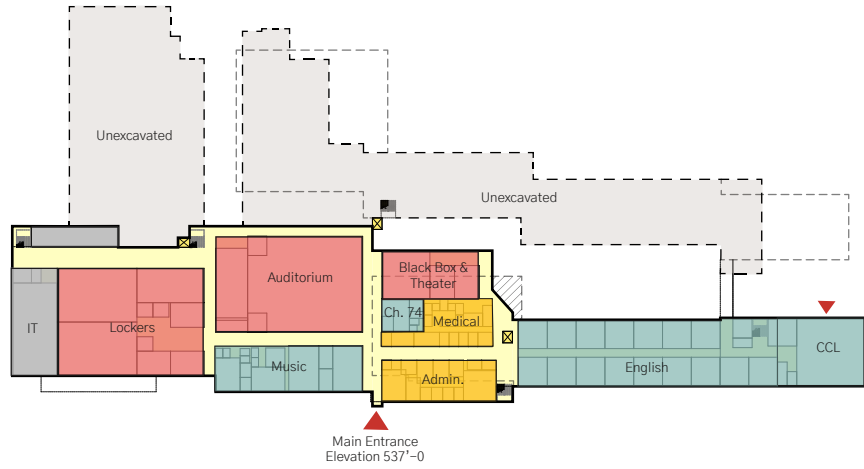 Unexcavated
Unexcavated
Auditorium
Black Box &
Theater
IT
Lockers
Ch. 74
Medical
Music
Admin.
English
CCL
Main Entrance
Elevation 537'-0